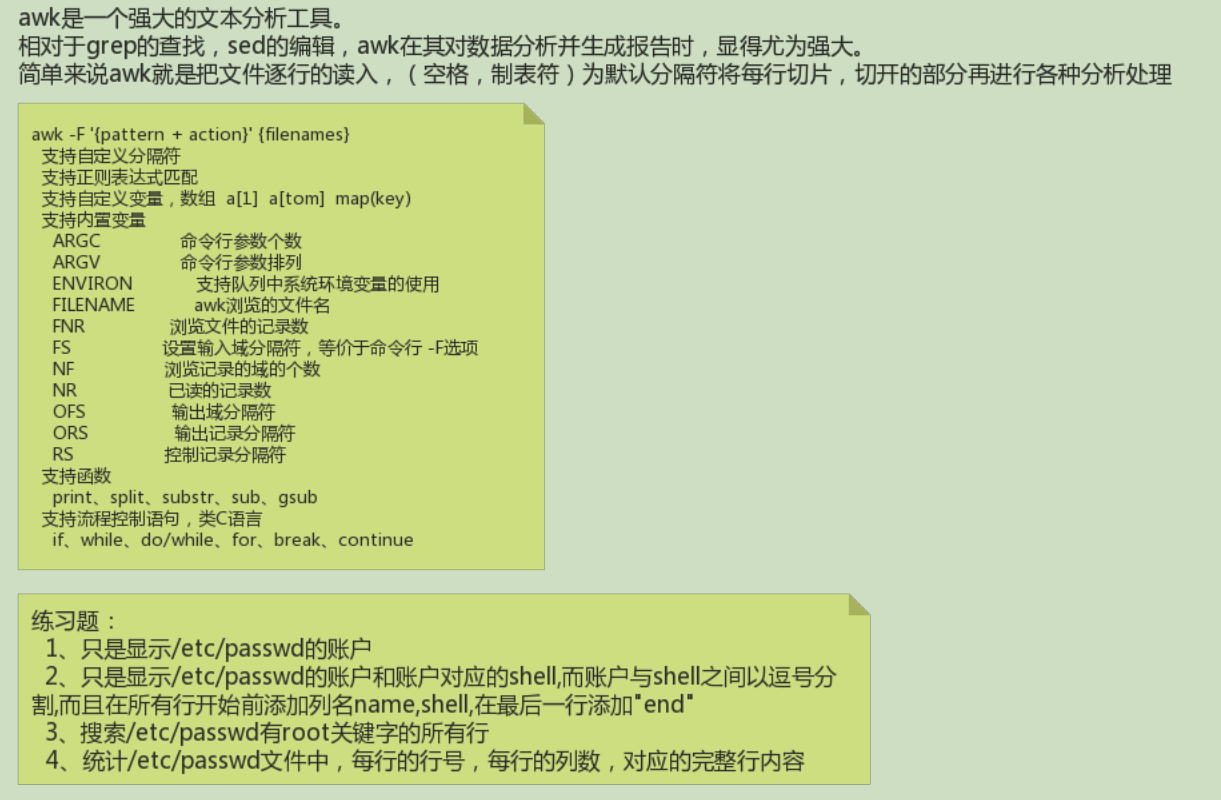 awk是一个强大的文本分析工具。
相对于grep的查找，sed的编辑，awk在其对数据分析并生成报告时，显得尤为强大。
简单来说awk就是把文件逐行的读入，（空格，制表符）为默认分隔符将每行切片，切开的部分再进行各种分析处理
awk -F '{pattern + action}' {filenames}
支持自定义分隔符
支持正则表达式匹配
支持自定义变量，数组 a[1] a[tom] map(key)
支持内置变量
ARGC 命令行参数个数
ARGV 命令行参数排列
ENVIRON 支持队列中系统环境变量的使用
FILENAME awk浏览的文件名
FNR 浏览文件的记录数
FS 设置输入域分隔符，等价于命令行 -F选项
NF 浏览记录的域的个数
NR 已读的记录数
OFS 输出域分隔符
ORS 输出记录分隔符
RS 控制记录分隔符
支持函数
print、split、substr、sub、gsub
支持流程控制语句，类C语言
if、while、do/while、for、break、continue
练习题：
1、只是显示/etc/passwd的账户
2、只是显示/etc/passwd的账户和账户对应的shell,而账户与shell之间以逗号分
割,而且在所有行开始前添加列名name,shell,在最后一行添加"end"
3、搜索/etc/passwd有root关键字的所有行
4、统计/etc/passwd文件中，每行的行号，每行的列数，对应的完整行内容